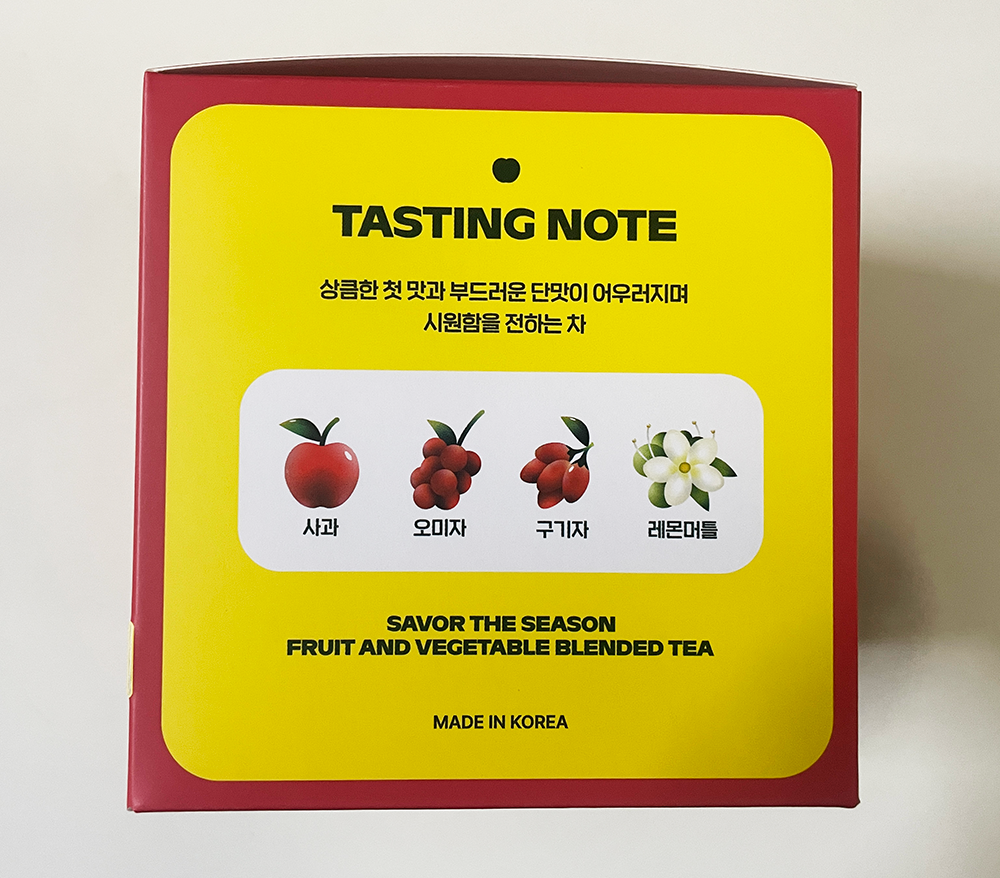 TASTING NOTE
상큼한 첫 맛과 부드러운 단맛이 어우러지며
시원함을 전하는 차
사과
오미자
구기자
레몬머틀
SAVOR THE SEASON
FRUIT AND VEGETABLE BLENDED TEA
MADE IN KOREA